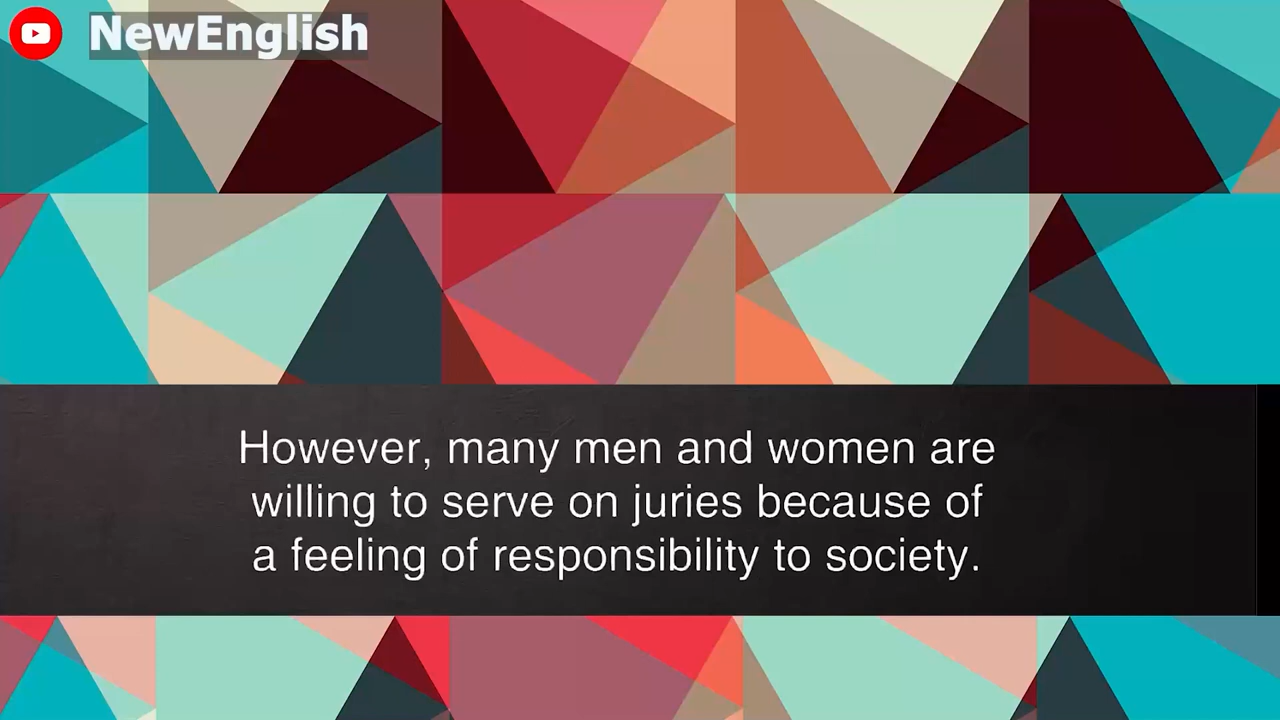 NewEnglish
However, many men and women are
willing to serve on juries because of
a feeling of responsibility to society.